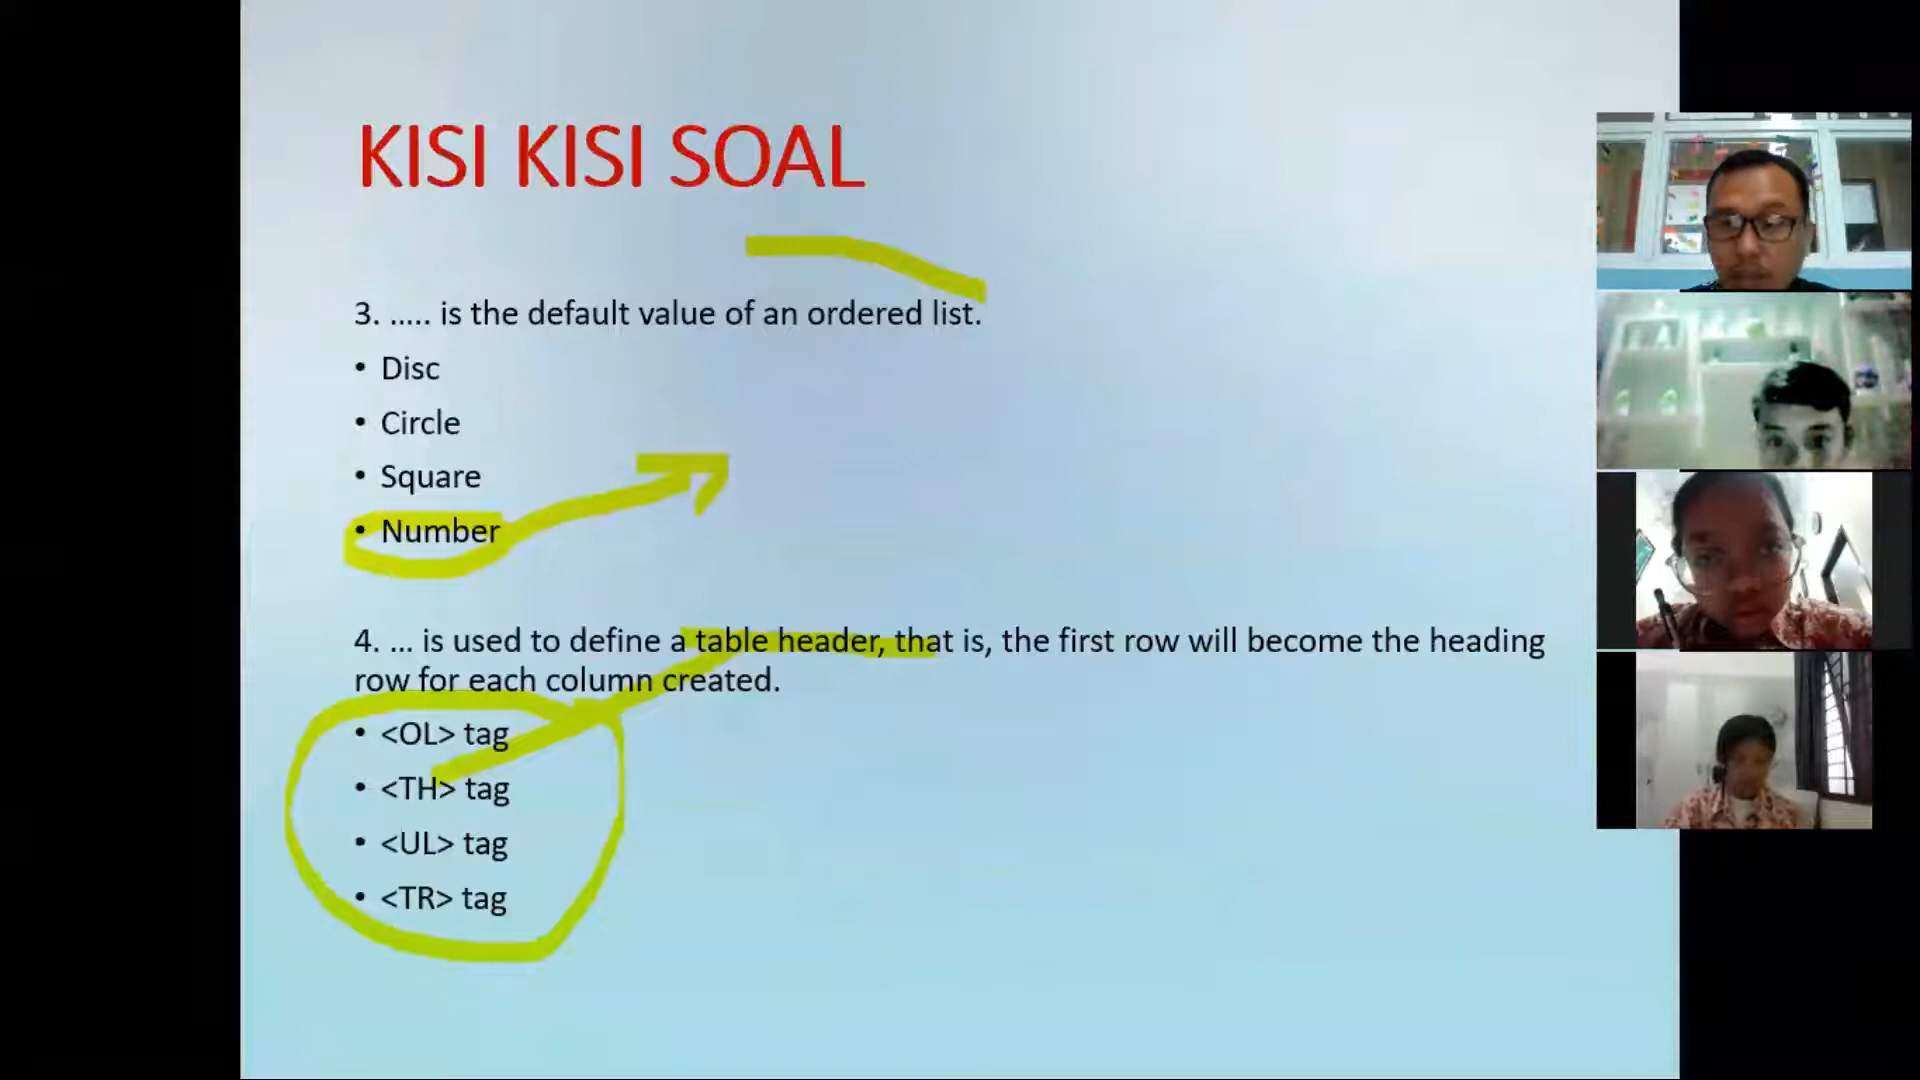 KISI KISI SOAL
3. ..... is the default value of an ordered list.
• Disc
• Circle
• Square
• Number
4. ... is used to define a table header, that is, the first row will become the heading
row for each column created.
• <OL> tag
• <TH> tag
• <UL> tag
• <TR> tag